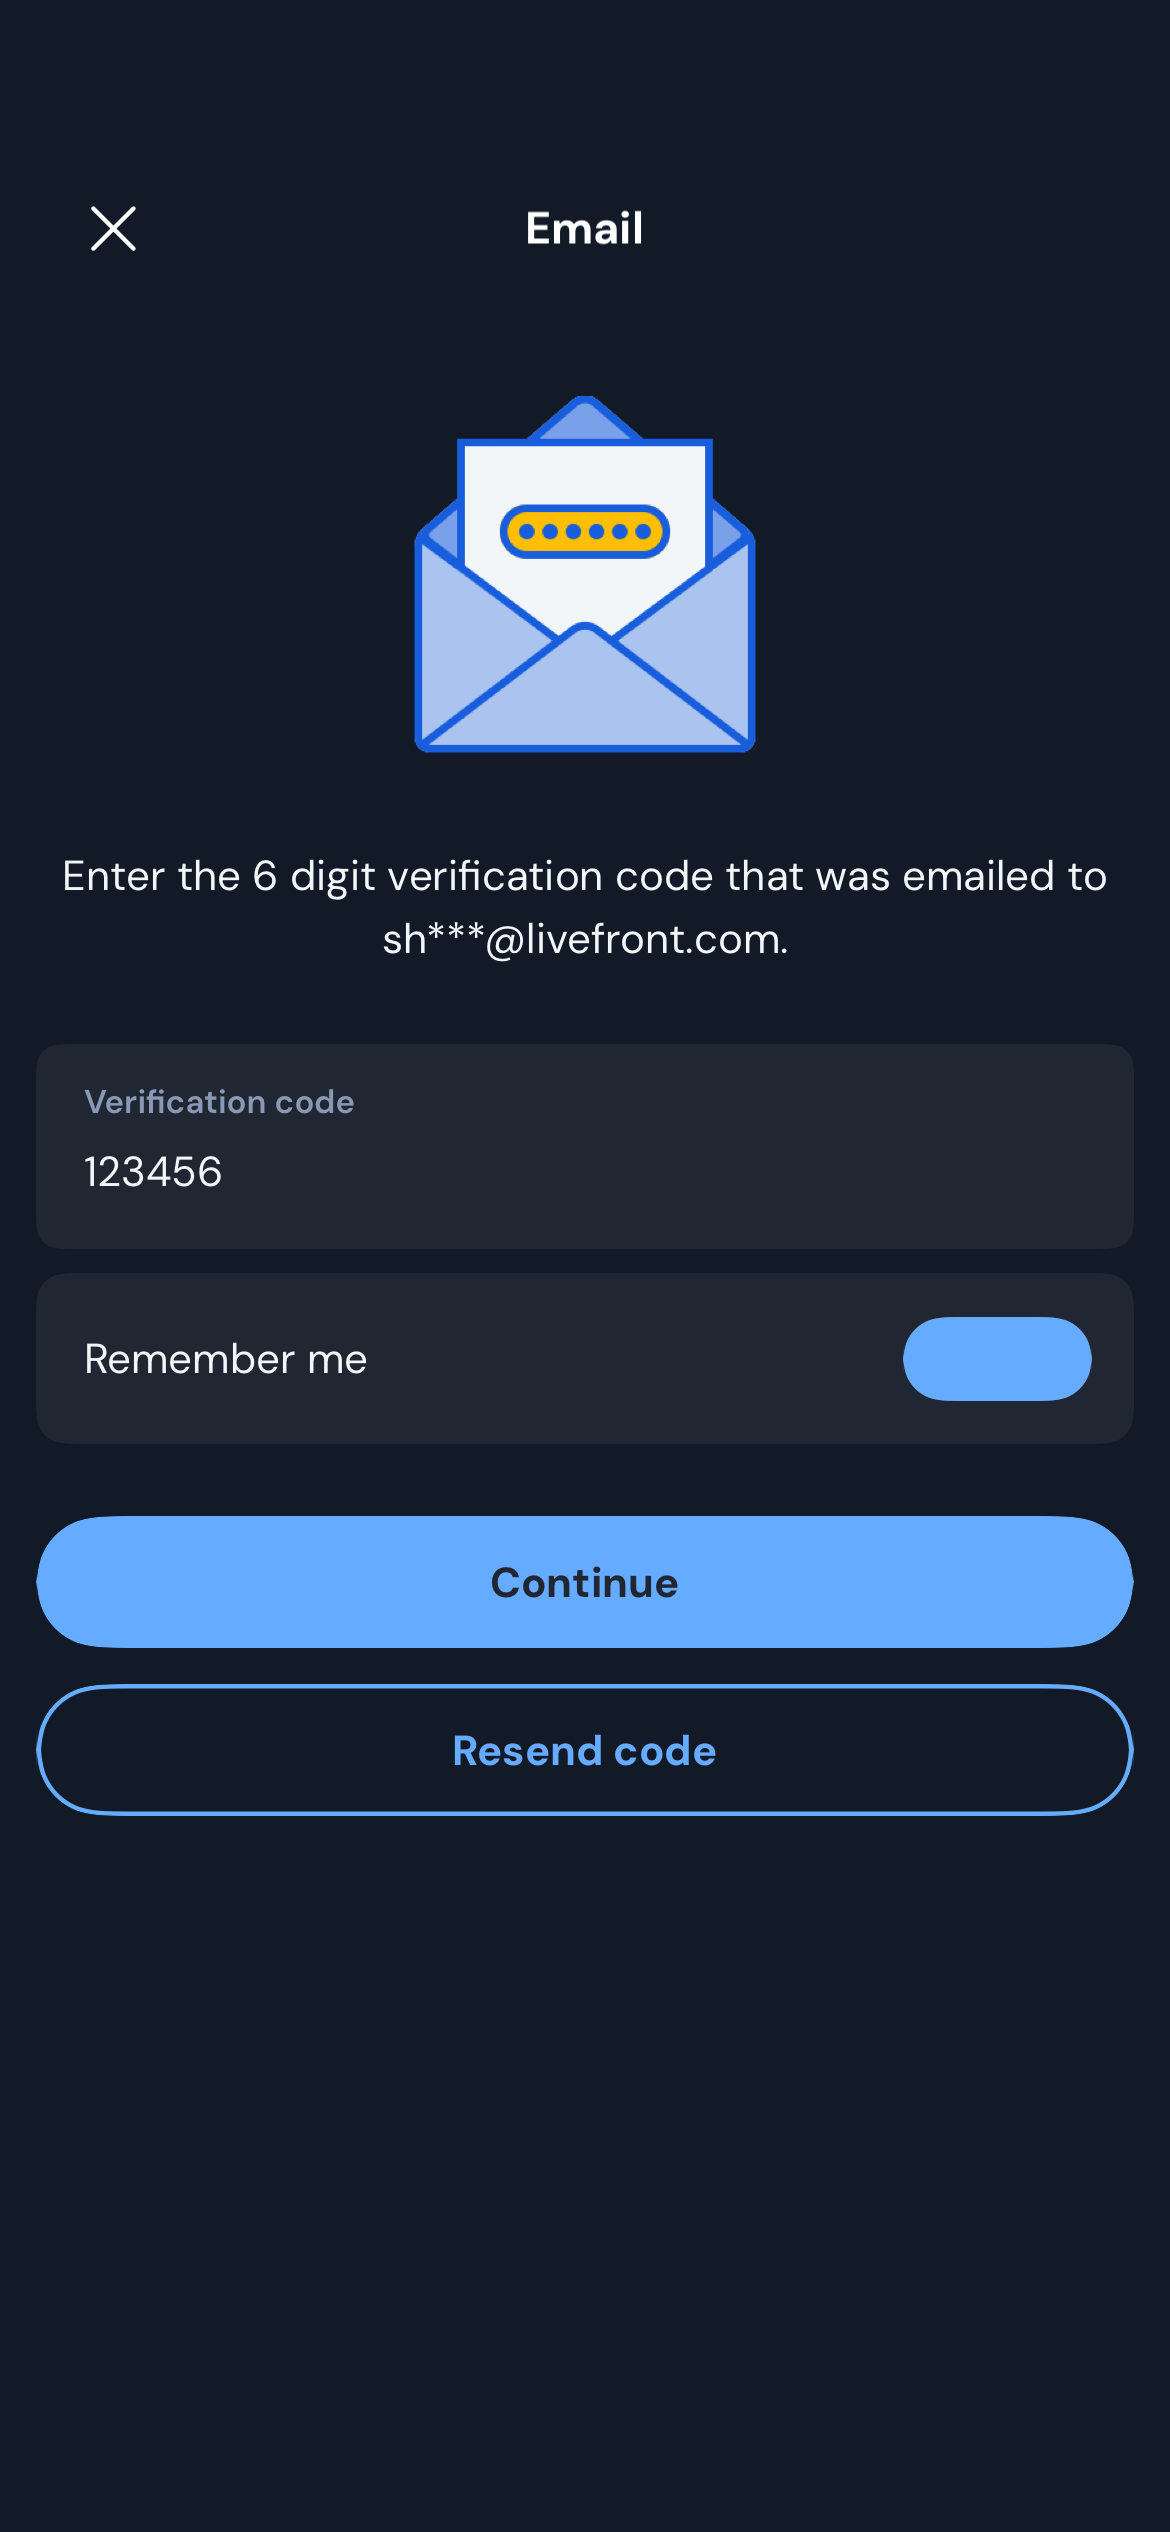 Email
Enter the 6 digit verification code that was emailed to
sh***@livefront.com.
Verification code
123456
Remember me
Continue
Resend code